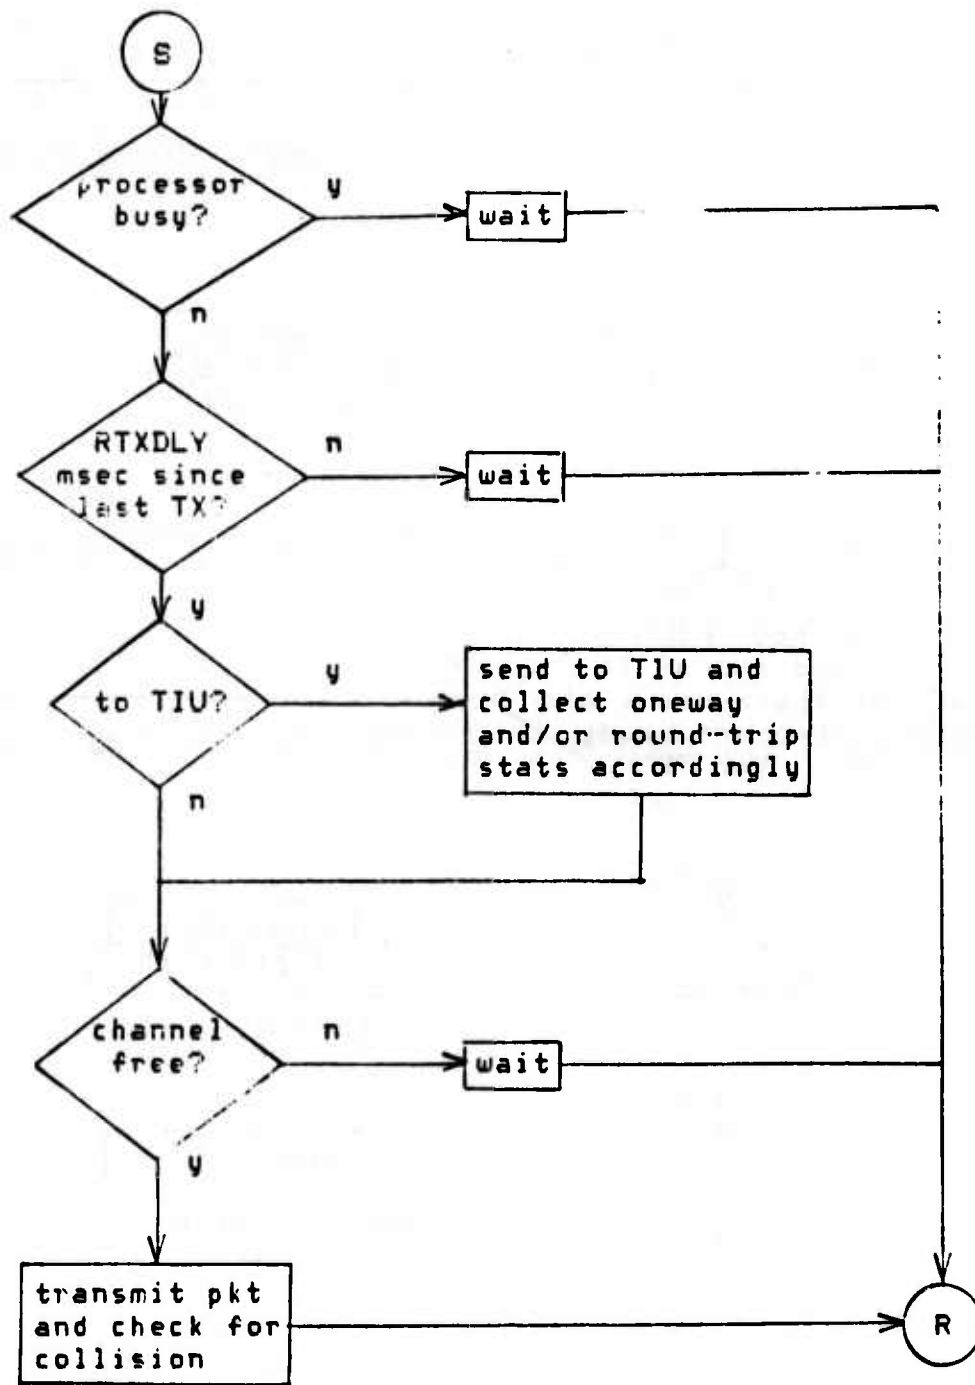 S
processor
busy?
y
wait
n
RTXDLY
msec since
last TX?
n
wait
y
to TIU?
y
send to TIU and
collect oneway
and/or round-trip
stats accordingly
n
channel
free?
n
wait
y
transmit pkt
and check for
collision
R